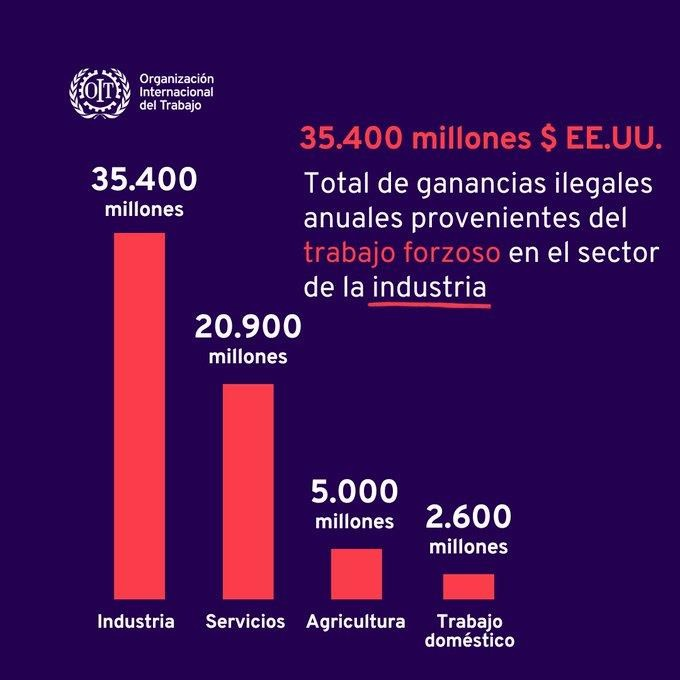 OIT
Organización
Internacional
del Trabajo
35.400 millones $ EE.UU.
Total de ganancias ilegales
anuales provenientes del
trabajo forzoso en el sector
de la industria
35.400
millones
20.900
millones
5.000
millones
2.600
millones
Industria
Servicios
Agricultura
Trabajo
doméstico